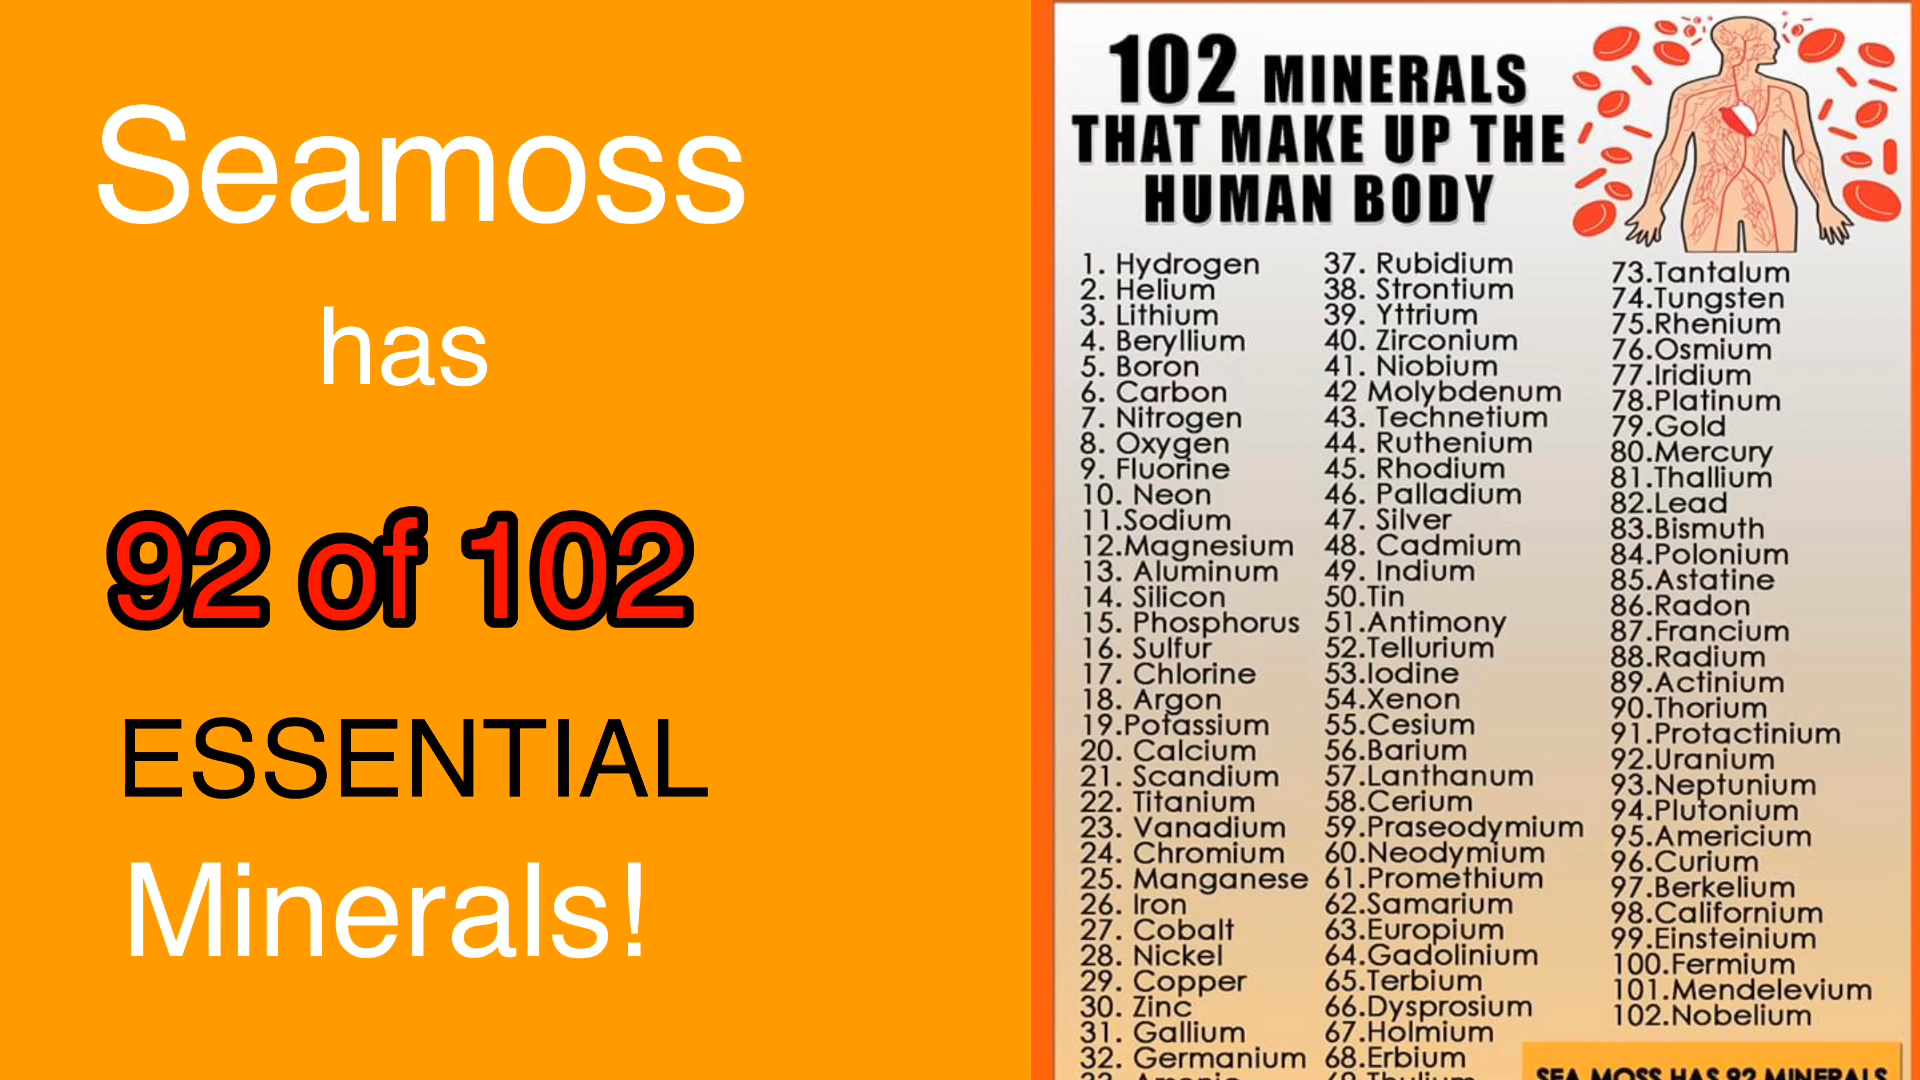 Seamoss
has
92 of 102
ESSENTIAL
Minerals!
102 MINERALS
THAT MAKE UP THE
HUMAN BODY
1. Hydrogen
2. Helium
3. Lithium
4. Beryllium
5. Boron
6. Carbon
7. Nitrogen
8. Oxygen
9. Fluorine
10. Neon
11.Sodium
12.Magnesium
13. Aluminum
14. Silicon
15. Phosphorus
16. Sulfur
17. Chlorine
18. Argon
19.Potassium
20. Calcium
21. Scandium
22. Titanium
23. Vanadium
24. Chromium
25. Manganese
26. Iron
27. Cobalt
28. Nickel
29. Copper
30. Zinc
31. Gallium
32. Germanium
37. Rubidium
38. Strontium
39. Yttrium
40. Zirconium
41. Niobium
42 Molybdenum
43. Technetium
44. Ruthenium
45. Rhodium
46. Palladium
47. Silver
48. Cadmium
49. Indium
50.Tin
51.Antimony
52.Tellurium
53.Iodine
54.Xenon
55.Cesium
56.Barium
57.Lanthanum
58.Cerium
59.Praseodymium
60.Neodymium
61.Promethium
62.Samarium
63.Europium
64.Gadolinium
65.Terbium
66.Dysprosium
67.Holmium
68.Erbium
73.Tantalum
74.Tungsten
75.Rhenium
76.Osmium
77.Iridium
78.Platinum
79.Gold
80.Mercury
81.Thallium
82.Lead
83.Bismuth
84.Polonium
85.Astatine
86.Radon
87.Francium
88.Radium
89.Actinium
90.Thorium
91.Protactinium
92.Uranium
93.Neptunium
94.Plutonium
95.Americium
96.Curium
97.Berkelium
98.Californium
99.Einsteinium
100.Fermium
101.Mendelevium
102.Nobelium
SEA MOSS HAS 92 MINERALS